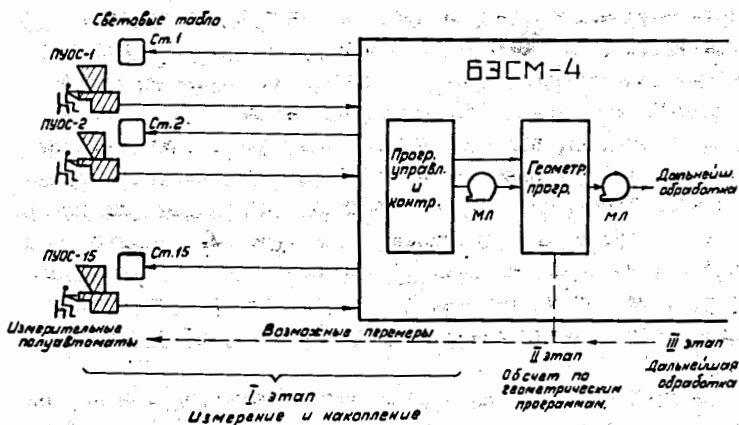 Световые табло
ПУОС-1
Ст.1
БЭСМ-4
ПУОС-2
Ст.2
Прогр.
управл.
и
контр.
МЛ
Геометр.
прогр.
МЛ
Дальнейш.
обработка
ПУОС-15
Ст.15
Измерительные
полуавтоматы
Возможные перемеры
I этап
Измерение и накопление
II этап
Обсчет по
геометрическим
программам.
III этап
Дальнейшая
обработка